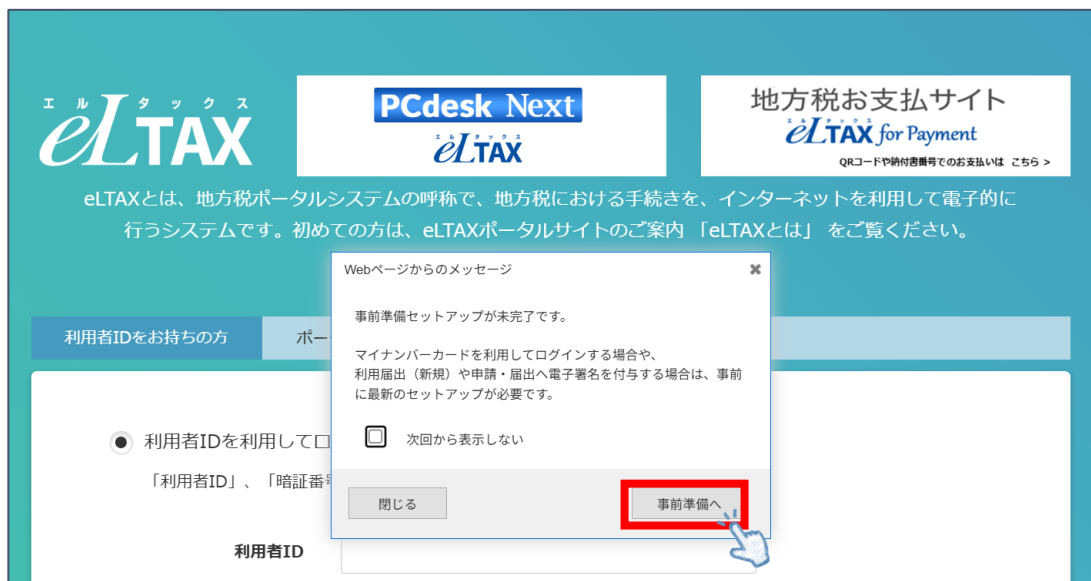 エルタックス
eLTAX
PCdesk Next
エルタックス
eLTAX
地方税お支払サイト
エルタックス
eLTAX for Payment
QRコードや納付書番号でのお支払いは こちら >
eLTAXとは、地方税ポータルシステムの呼称で、地方税における手続きを、インターネットを利用して電子的に
行うシステムです。初めての方は、eLTAXポータルサイトのご案内 「eLTAXとは」 をご覧ください。
Webページからのメッセージ
事前準備セットアップが未完了です。
マイナンバーカードを利用してログインする場合や、
利用届出（新規）や申請・届出へ電子署名を付与する場合は、事前
に最新のセットアップが必要です。
次回から表示しない
閉じる
事前準備へ
利用者IDをお持ちの方
ポー
利用者IDを利用してロ
「利用者ID」、「暗証番
利用者ID